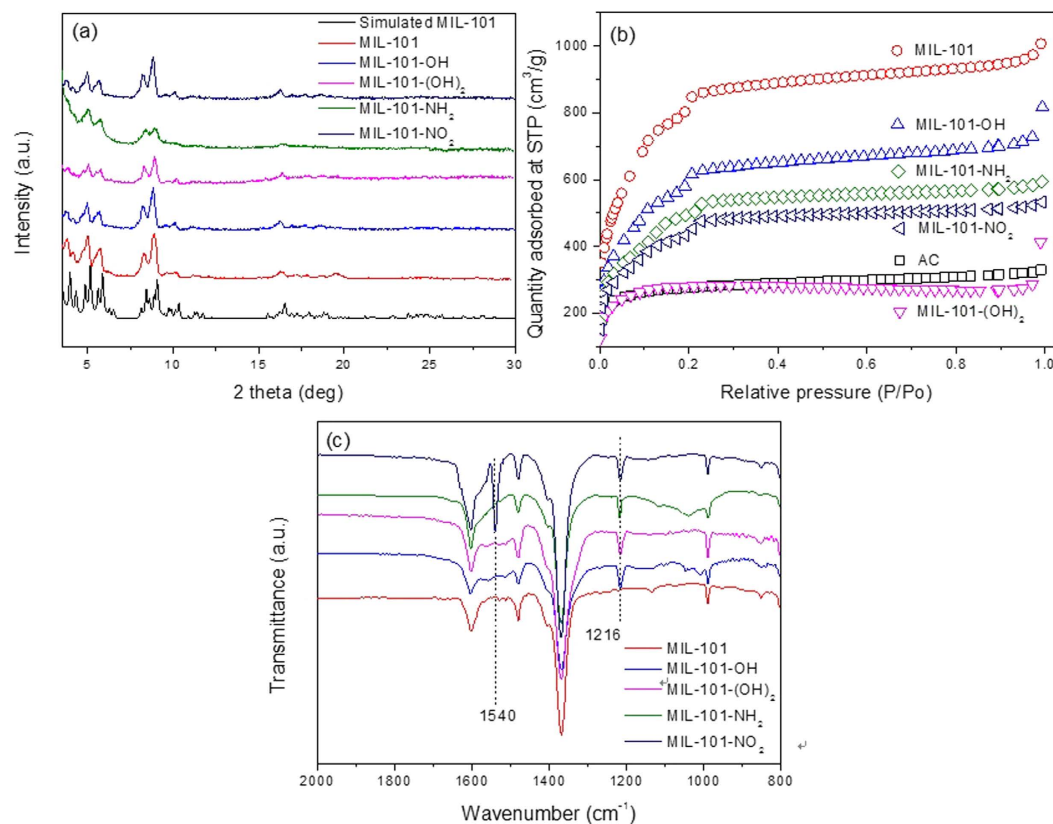 (a)
Simulated MIL-101
MIL-101
MIL-101-OH
MIL-101-(OH)₂
MIL-101-NH₂
MIL-101-NO₂
Intensity (a.u.)
5 10 15 20 25 30
2 theta (deg)
(b)
1000
800
600
400
200
Quantity adsorbed at STP (cm³/g)
MIL-101
MIL-101-OH
MIL-101-NH₂
MIL-101-NO₂
AC
MIL-101-(OH)₂
0.0 0.2 0.4 0.6 0.8 1.0
Relative pressure (P/Po)
(c)
Transmittance (a.u.)
1540
1216
MIL-101
MIL-101-OH
MIL-101-(OH)₂
MIL-101-NH₂
MIL-101-NO₂
2000 1800 1600 1400 1200 1000 800
Wavenumber (cm⁻¹)